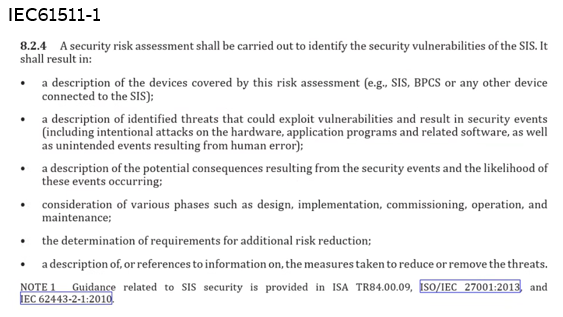 IEC61511-1
8.2.4 A security risk assessment shall be carried out to identify the security vulnerabilities of the SIS. It
shall result in:
• a description of the devices covered by this risk assessment (e.g., SIS, BPCS or any other device
connected to the SIS);
• a description of identified threats that could exploit vulnerabilities and result in security events
(including intentional attacks on the hardware, application programs and related software, as well
as unintended events resulting from human error);
• a description of the potential consequences resulting from the security events and the likelihood of
these events occurring;
• consideration of various phases such as design, implementation, commissioning, operation, and
maintenance;
• the determination of requirements for additional risk reduction;
• a description of, or references to information on, the measures taken to reduce or remove the threats.
NOTE 1 Guidance related to SIS security is provided in ISA TR84.00.09, ISO/IEC 27001:2013, and
IEC 62443-2-1:2010.